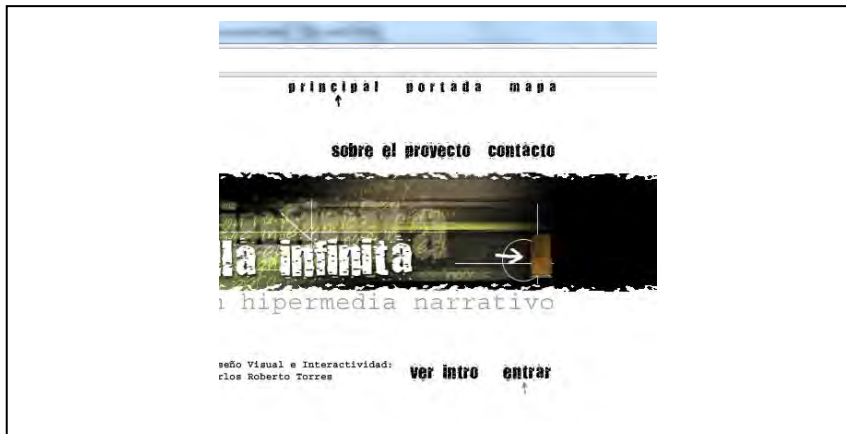 principal portada mapa
sobre el proyecto contacto
lla infinita
n hipermedia narrativo
seño Visual e Interactividad:
rlos Roberto Torres
ver intro entrar